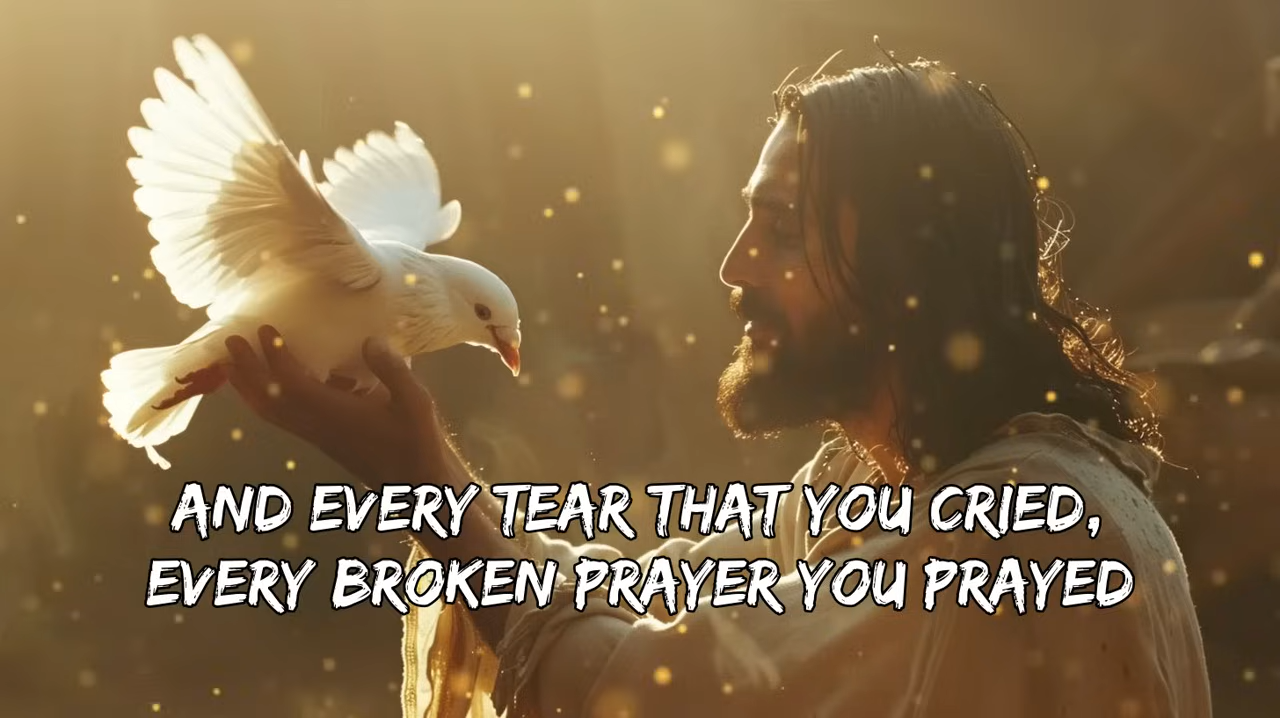 AND EVERY TEAR THAT YOU CRIED,
EVERY BROKEN PRAYER YOU PRAYED